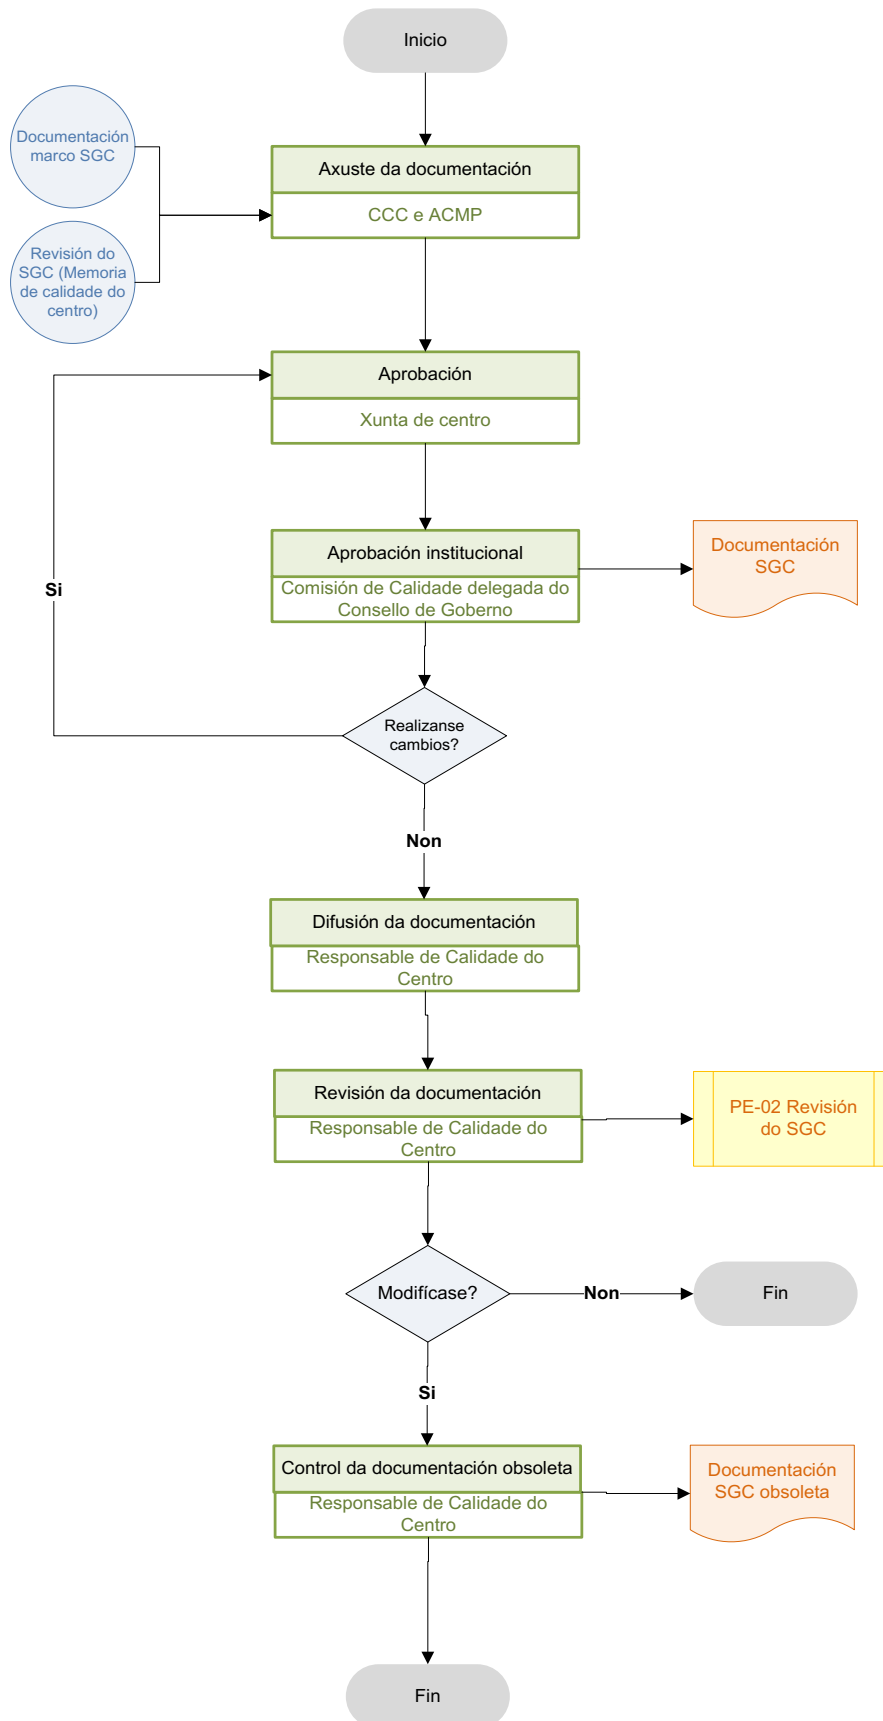 Inicio
Documentación
marco SGC
Axuste da documentación
CCC e ACMP
Revisión do
SGC (Memoria
de calidade do
centro)
Aprobación
Xunta de centro
Aprobación institucional
Comisión de Calidade delegada do
Consello de Goberno
Documentación
SGC
Si
Realizanse
cambios?
Non
Difusión da documentación
Responsable de Calidade do
Centro
Revisión da documentación
Responsable de Calidade do
Centro
PE-02 Revisión
do SGC
Modifícase?
Non
Fin
Si
Control da documentación obsoleta
Responsable de Calidade do
Centro
Documentación
SGC obsoleta
Fin